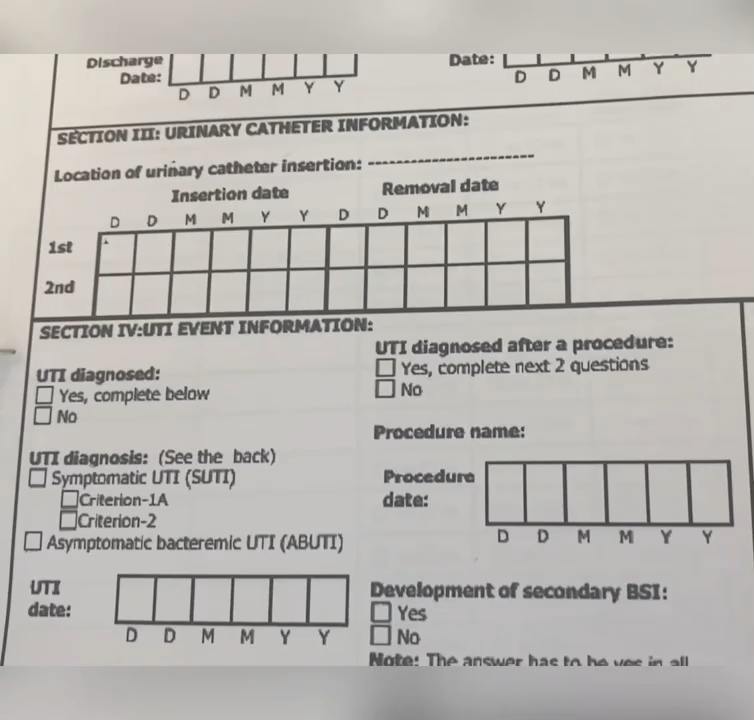 Discharge
Date:
D D M M Y Y
Date:
D D M M Y Y
SECTION III: URINARY CATHETER INFORMATION:
Location of urinary catheter insertion: -----------------------
Insertion date Removal date
D D M M Y Y D D M M Y Y
1st
2nd
SECTION IV:UTI EVENT INFORMATION:
UTI diagnosed:
Yes, complete below
No
UTI diagnosis: (See the back)
Symptomatic UTI (SUTI)
Criterion-1A
Criterion-2
Asymptomatic bacteremic UTI (ABUTI)
UTI
date:
D D M M Y Y
UTI diagnosed after a procedure:
Yes, complete next 2 questions
No
Procedure name:
Procedure
date:
D D M M Y Y
Development of secondary BSI:
Yes
No
Note: The answer has to be yes in all